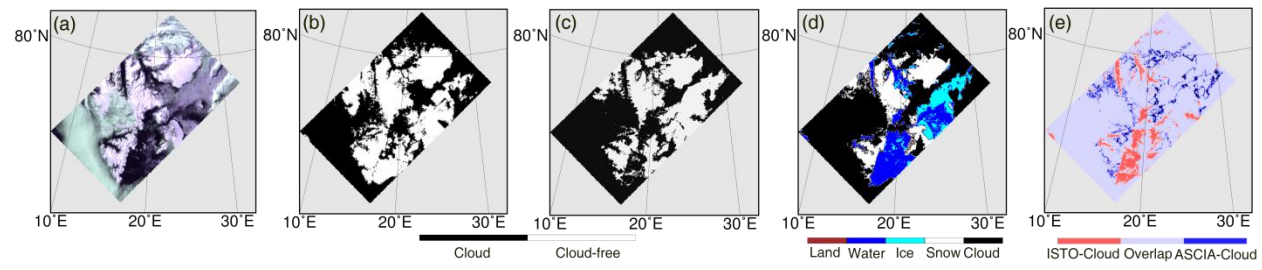 (a) (b) (c) (d) (e)
80˚N 80˚N 80˚N 80˚N 80˚N
10˚E 20˚E 30˚E 10˚E 20˚E 30˚E 10˚E 20˚E 30˚E 10˚E 20˚E 30˚E 10˚E 20˚E 30˚E
Cloud Cloud-free Land Water Ice Snow Cloud ISTO-Cloud Overlap ASCIA-Cloud